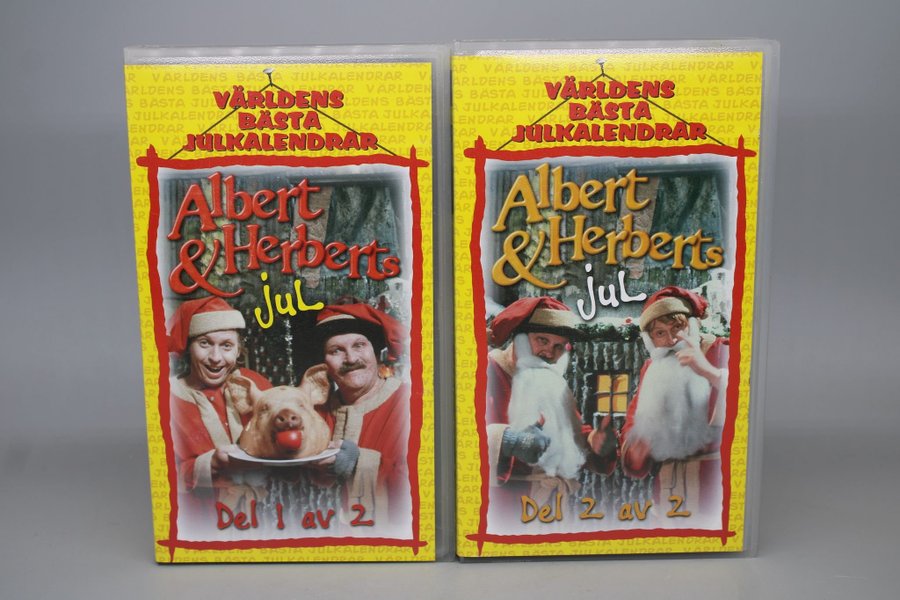 VÄRLDENS
BÄSTA
JULKALENDRAR
Albert
& Herberts
jul
Del 1 av 2
VÄRLDENS
BÄSTA
JULKALENDRAR
Albert
& Herberts
jul
Del 2 av 2